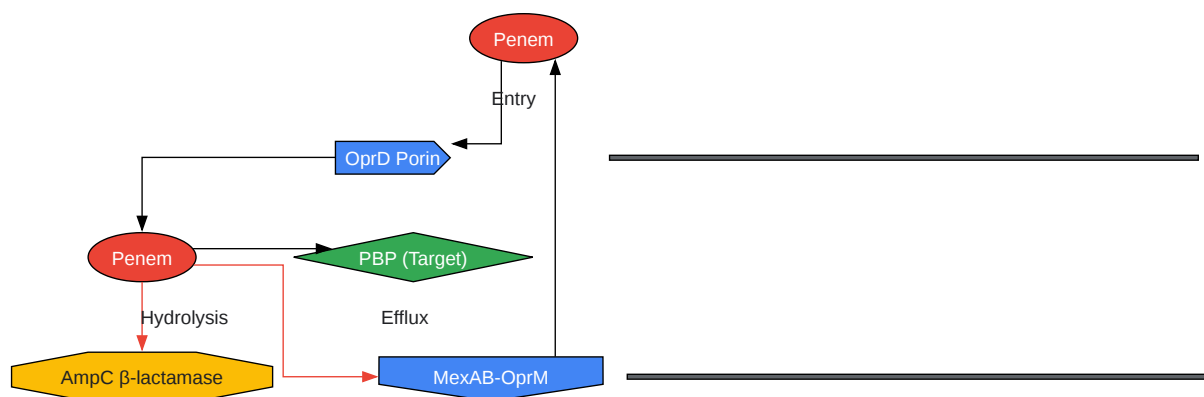 Penem
Entry
OprD Porin
Penem
PBP (Target)
Hydrolysis
Efflux
AmpC β-lactamase
MexAB-OprM